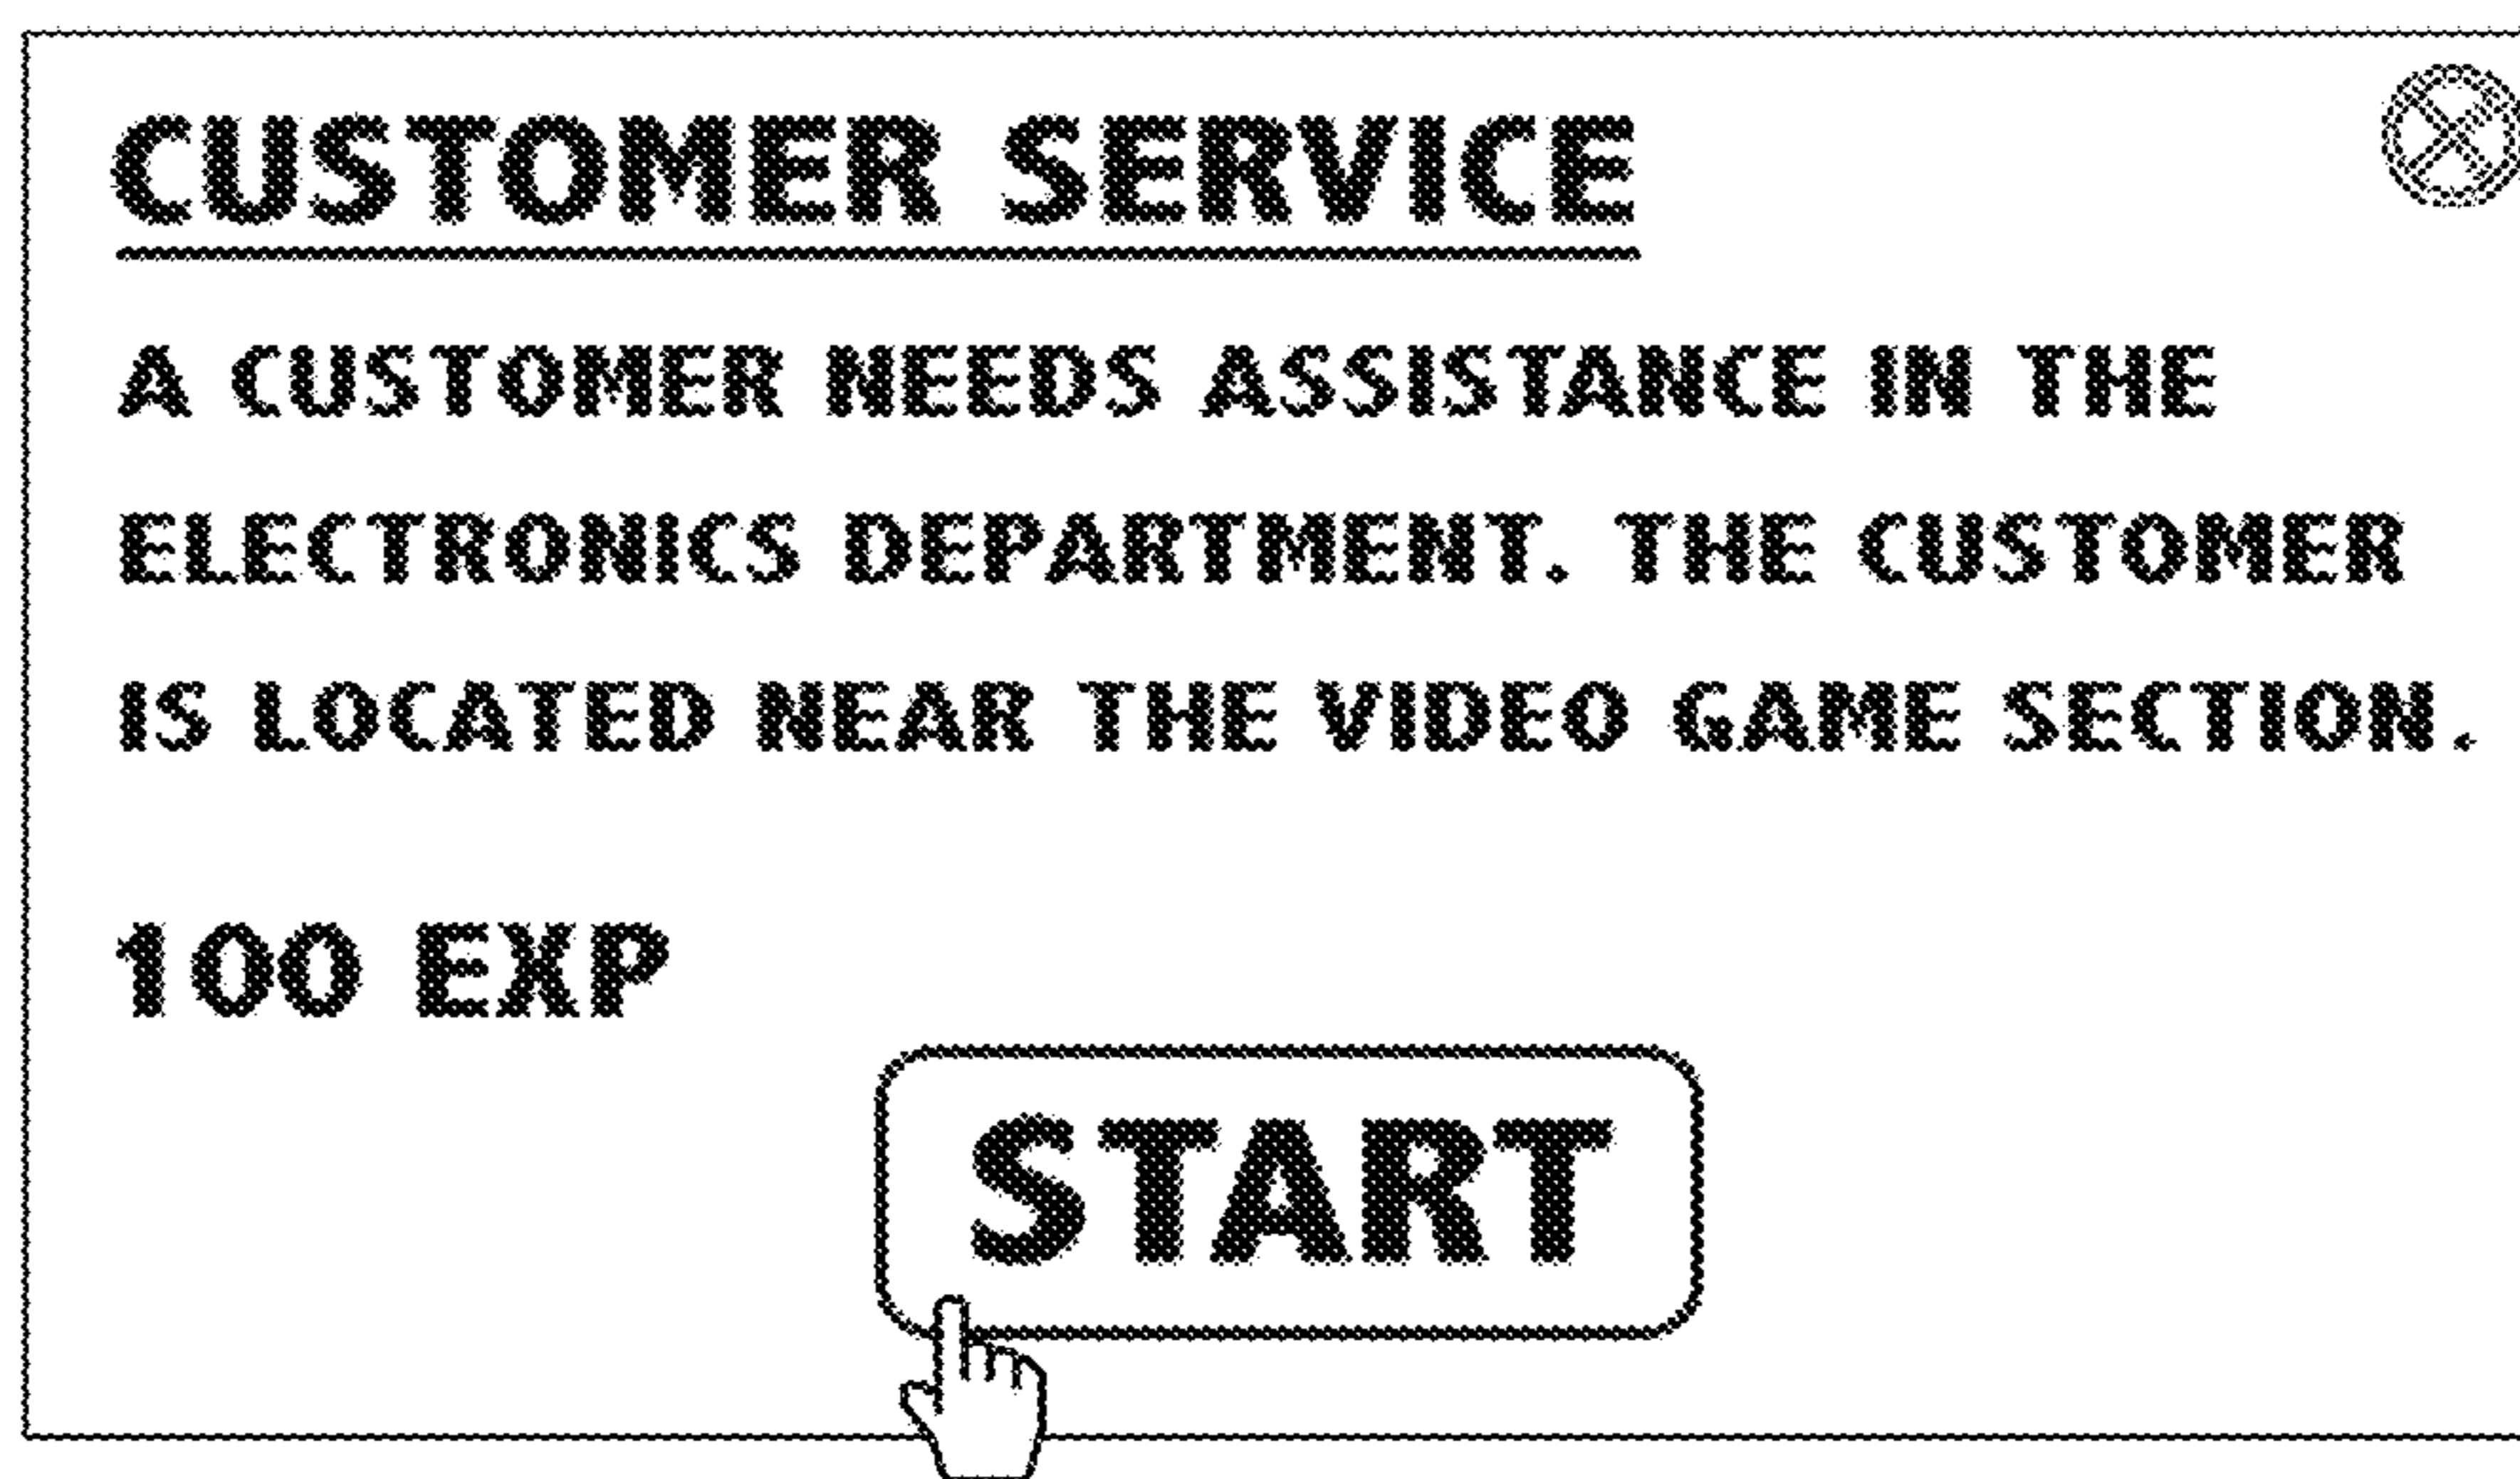 CUSTOMER SERVICE
A CUSTOMER NEEDS ASSISTANCE IN THE
ELECTRONICS DEPARTMENT. THE CUSTOMER
IS LOCATED NEAR THE VIDEO GAME SECTION.
100 EXP
START